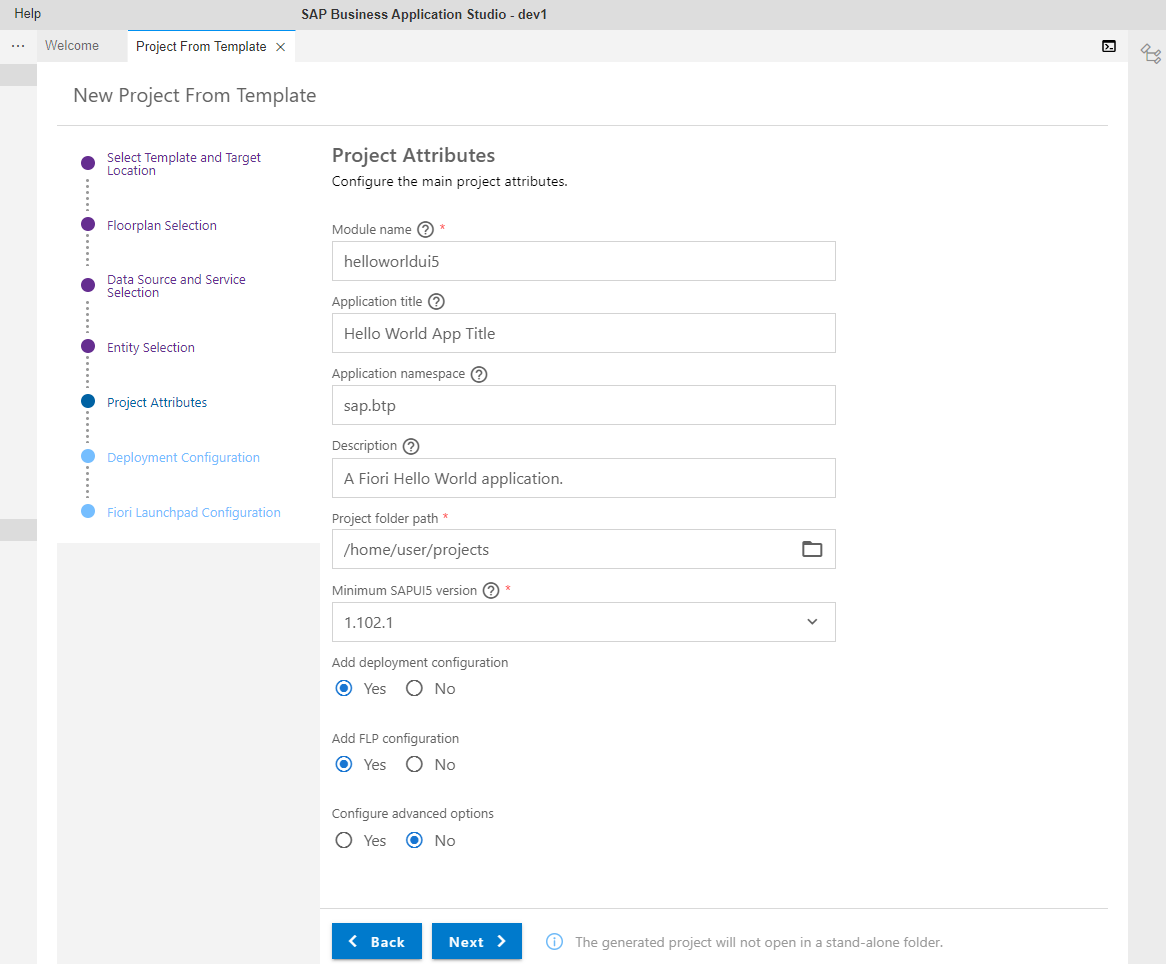 Help
SAP Business Application Studio - dev1
Welcome
Project From Template
New Project From Template
Select Template and Target
Location
Floorplan Selection
Data Source and Service
Selection
Entity Selection
Project Attributes
Deployment Configuration
Fiori Launchpad Configuration
Project Attributes
Configure the main project attributes.
Module name ? *
helloworldui5
Application title ?
Hello World App Title
Application namespace ?
sap.btp
Description ?
A Fiori Hello World application.
Project folder path *
/home/user/projects
Minimum SAPUI5 version ? *
1.102.1
Add deployment configuration
Yes No
Add FLP configuration
Yes No
Configure advanced options
Yes No
Back Next The generated project will not open in a stand-alone folder.